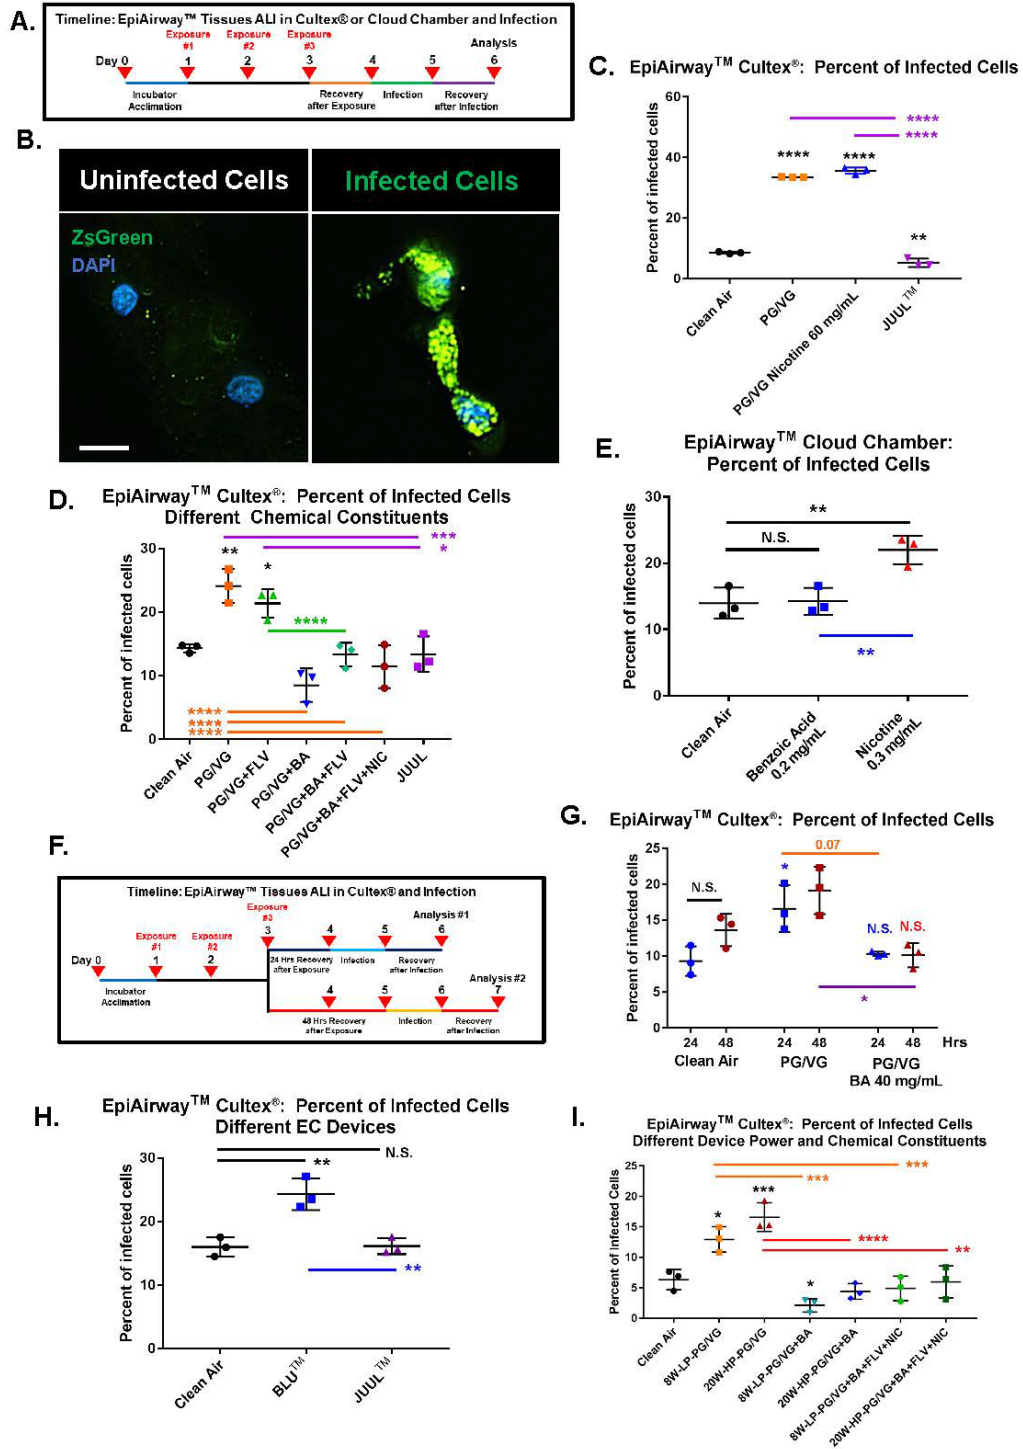 A.
Timeline: EpiAirway™ Tissues ALI in Cultex® or Cloud Chamber and Infection
Exposure #1
Exposure #2
Exposure #3
Analysis
Day 0 1 2 3 4 5 6
Incubator Acclimation
Recovery after Exposure
Infection
Recovery after Infection
B.
Uninfected Cells
Infected Cells
ZsGreen
DAPI
C. EpiAirway™ Cultex®: Percent of Infected Cells
Percent of infected cells
60
40
20
0
****
****
****
****
**
Clean Air
PG/VG
PG/VG Nicotine 60 mg/mL
JUUL™
D. EpiAirway™ Cultex®: Percent of Infected Cells
Different Chemical Constituents
Percent of infected cells
30
20
10
0
***
*
**
*
****
****
****
****
Clean Air
PG/VG
PG/VG+FLV
PG/VG+BA
PG/VG+BA+FLV
PG/VG+BA+FLV+NIC
JUUL
E. EpiAirway™ Cloud Chamber:
Percent of Infected Cells
Percent of infected cells
30
20
10
0
**
N.S.
**
Clean Air
Benzoic Acid
0.2 mg/mL
Nicotine
0.3 mg/mL
F.
Timeline: EpiAirway™ Tissues ALI in Cultex® and Infection
Exposure #1
Exposure #2
Exposure #3
Analysis #1
Day 0 1 2 3 4 5 6
Incubator Acclimation
24 Hrs Recovery after Exposure
Infection
Recovery after Infection
Analysis #2
4 5 6 7
48 Hrs Recovery after Exposure
Infection
Recovery after Infection
G. EpiAirway™ Cultex®: Percent of Infected Cells
Percent of infected cells
25
20
15
10
5
0
N.S.
*
0.07
N.S.
N.S.
*
24 48 24 48 24 48 Hrs
Clean Air
PG/VG
PG/VG
BA 40 mg/mL
H. EpiAirway™ Cultex®: Percent of Infected Cells
Different EC Devices
Percent of infected cells
30
20
10
0
N.S.
**
**
Clean Air
BLU™
JUUL™
I. EpiAirway™ Cultex®: Percent of Infected Cells
Different Device Power and Chemical Constituents
Percent of Infected Cells
25
20
15
10
5
0
***
***
*
***
****
**
*
Clean Air
8W-LP-PG/VG
20W-HP-PG/VG
8W-LP-PG/VG+BA
20W-HP-PG/VG+BA
8W-LP-PG/VG+BA+FLV+NIC
20W-HP-PG/VG+BA+FLV+NIC